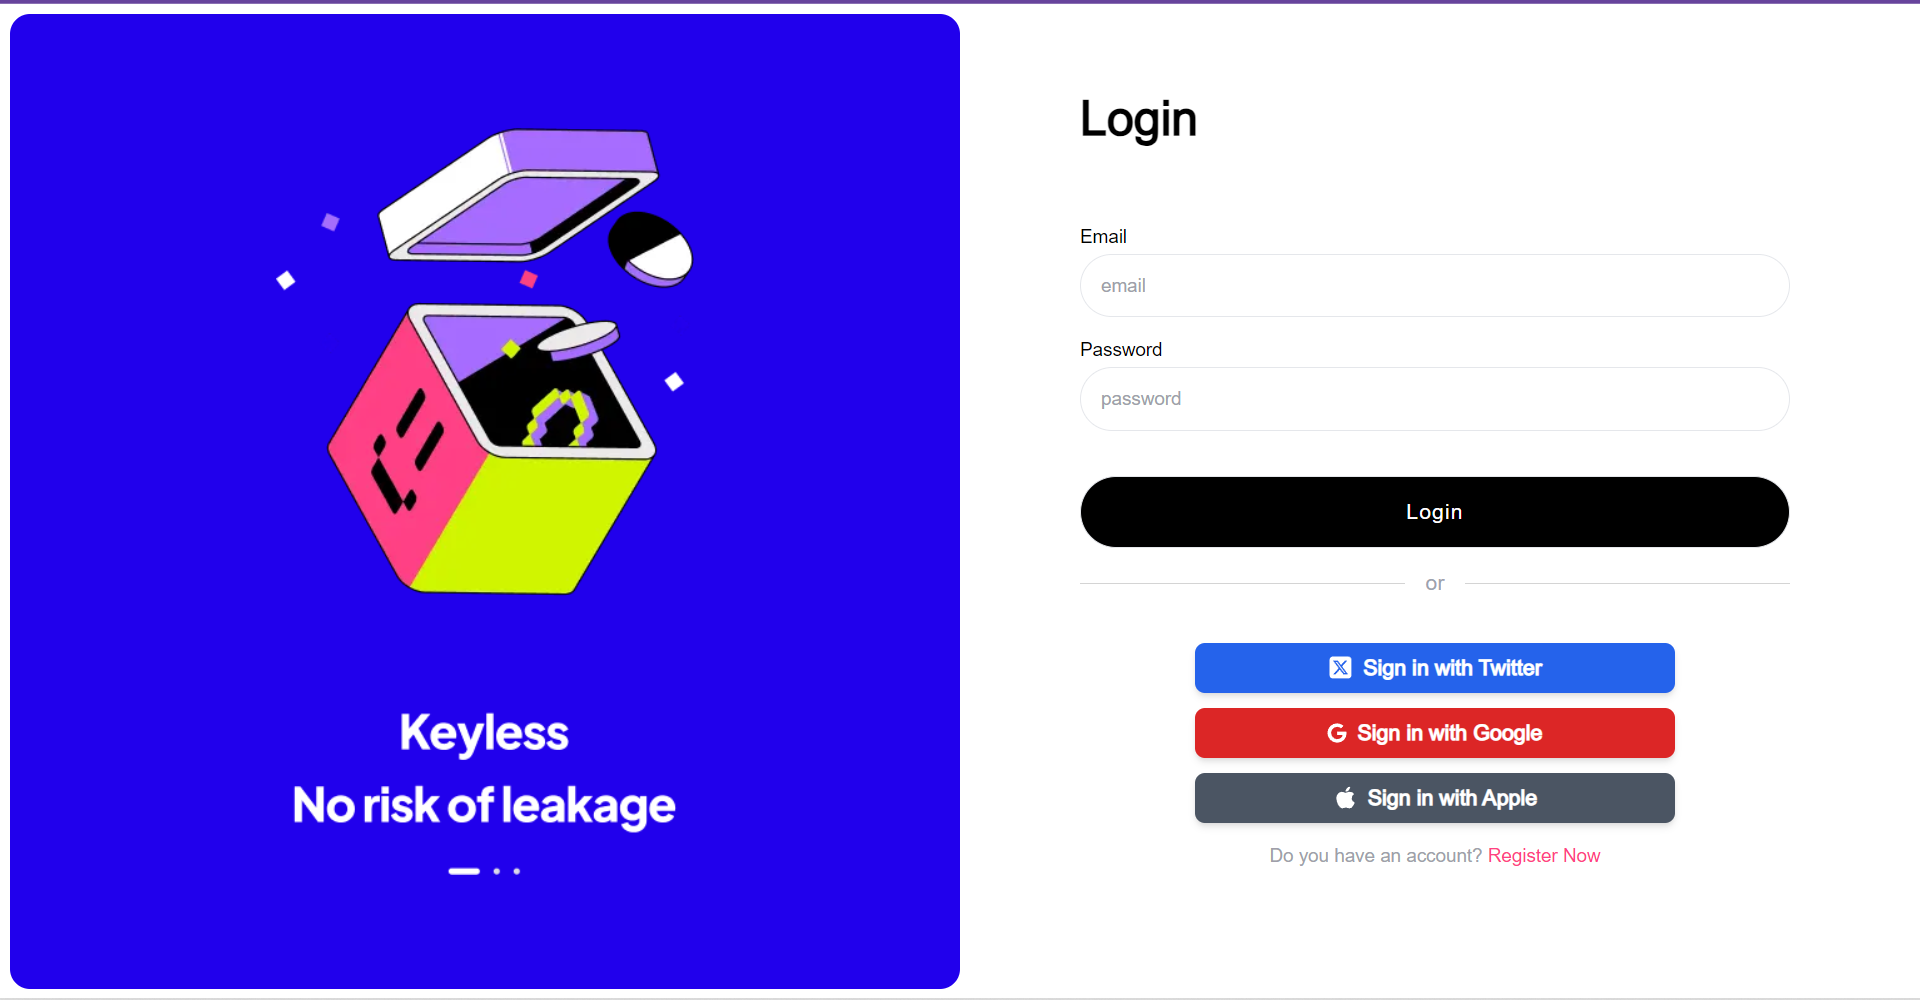 Login
Email
email
Password
password
Login
or
Sign in with Twitter
Sign in with Google
Sign in with Apple
Do you have an account? Register Now
Keyless
No risk of leakage